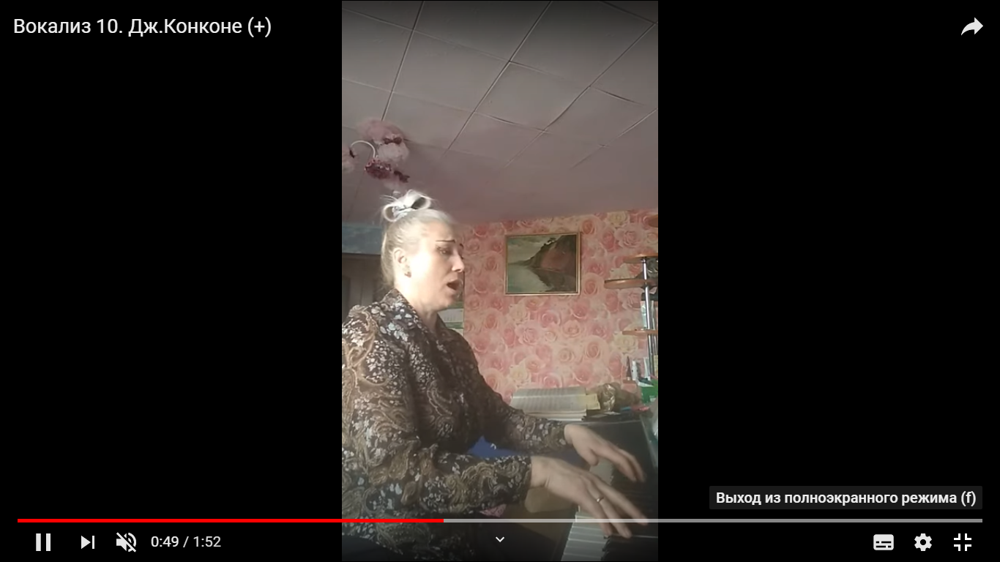 Вокализ 10. Дж.Конконе (+)
Выход из полноэкранного режима (f)
0:49 / 1:52